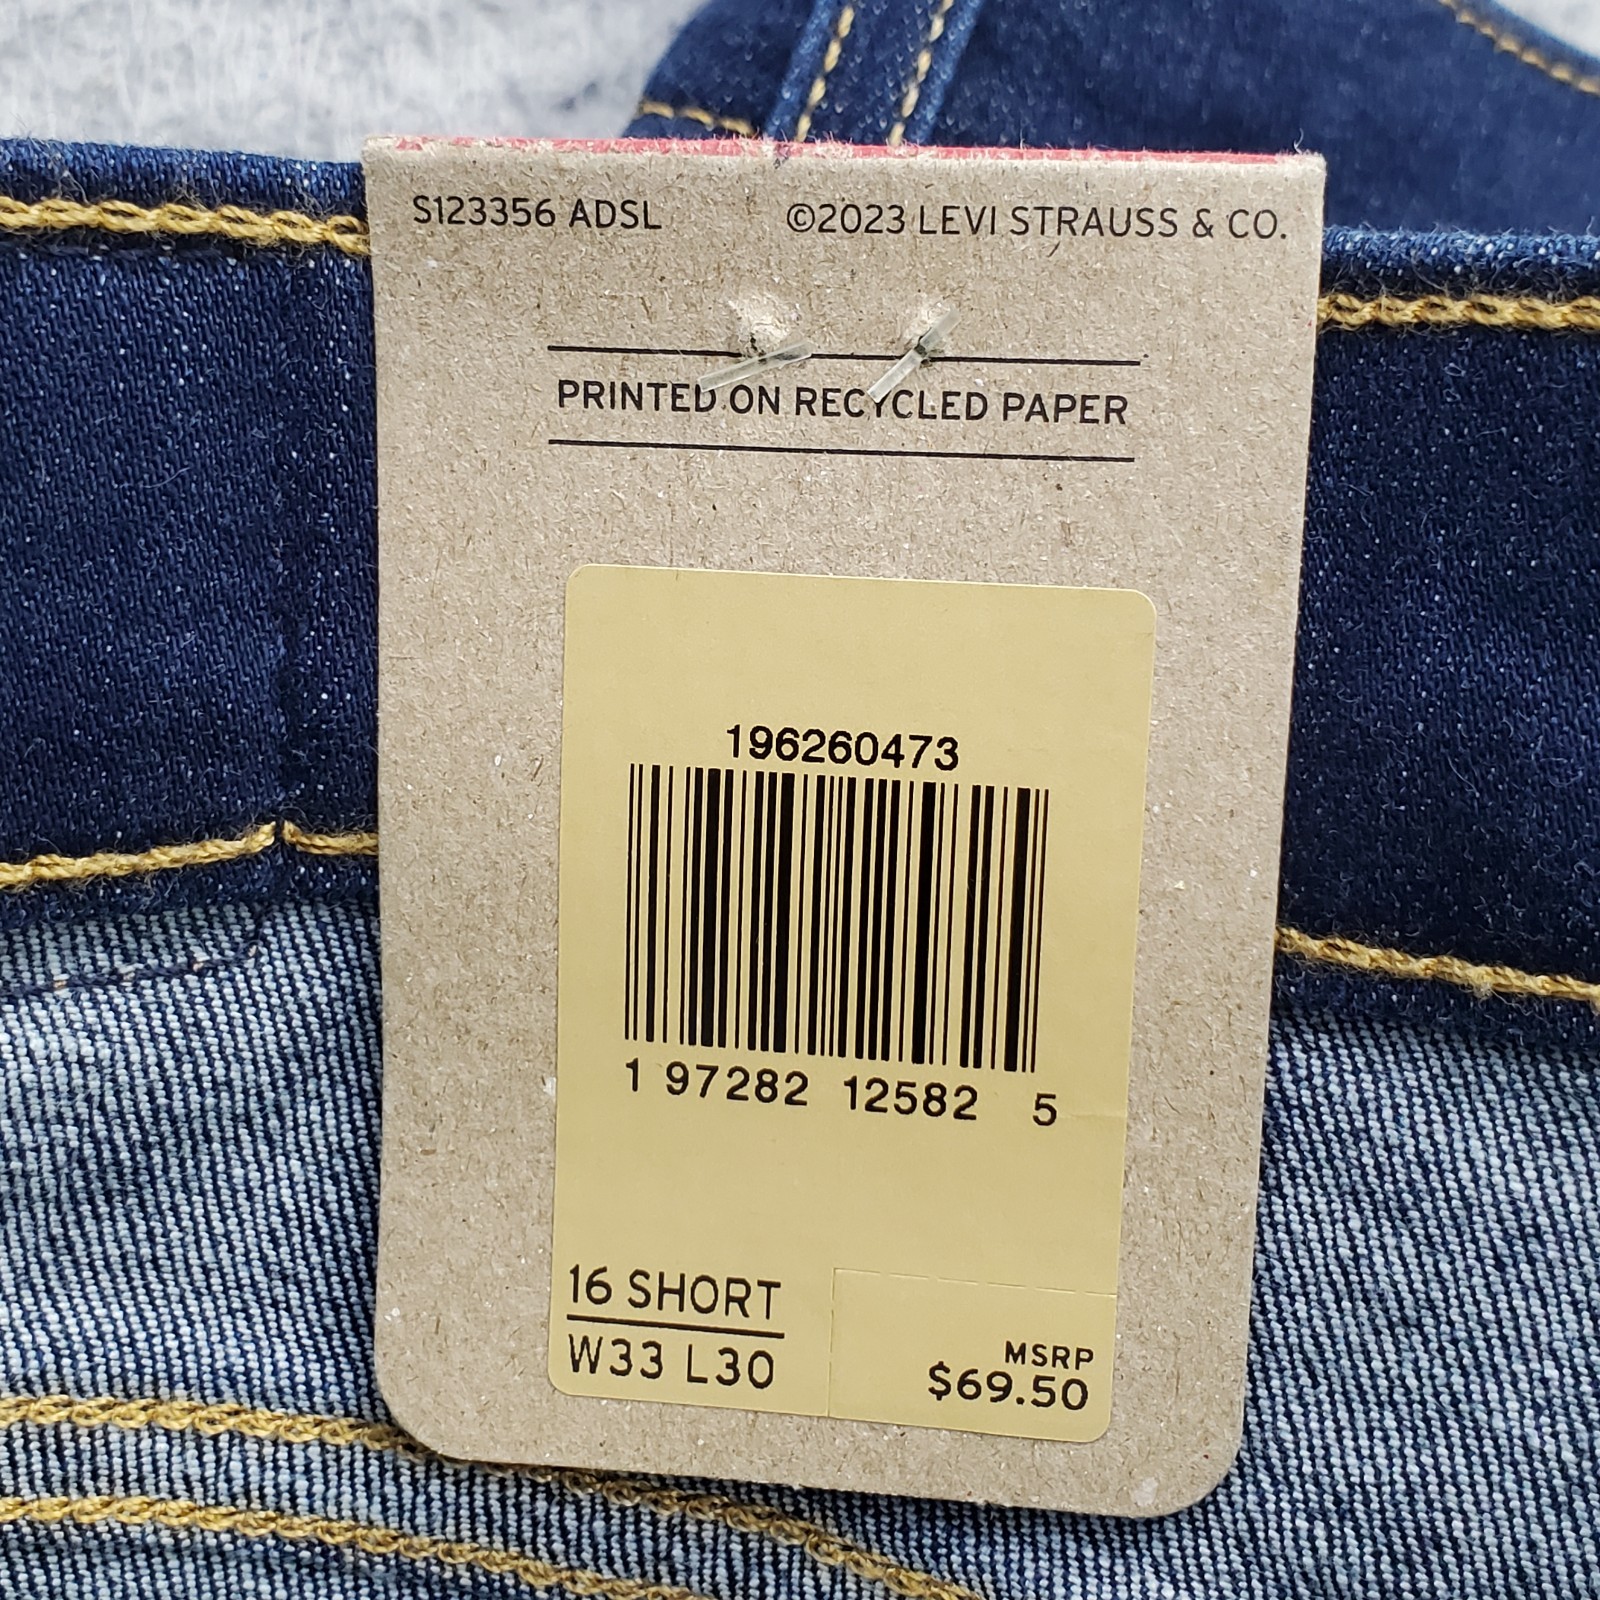 S123356 ADSL ©2023 LEVI STRAUSS & CO.
PRINTED ON RECYCLED PAPER
196260473
1 97282 12582 5
16 SHORT
W33 L30
MSRP
$69.50